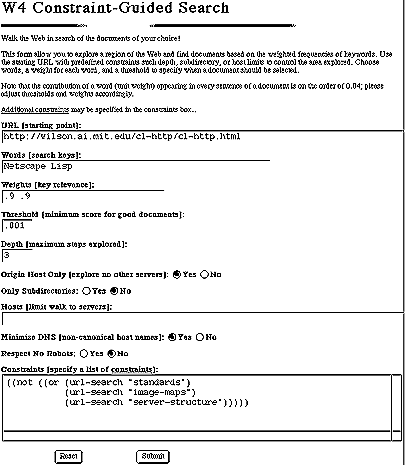 W4 Constraint-Guided Search
Walk the Web in search of the documents of your choice!
This form allow you to explore a region of the Web and find documents based on the weighted frequencies of keywords. Use
the starting URL with predefined constraints such depth, subdirectory, or host limits to control the area explored. Choose
words, a weight for each word, and a threshold to specify when a document should be selected.
Note that the contribution of a word (unit weight) appearing in every sentence of a document is on the order of 0.04; please
adjust thresholds and weights accordingly.
Additional constraints may be specified in the constraints box...
URL [starting point]:
http://wilson.ai.mit.edu/cl-http/cl-http.html
Words [search keys]:
Netscape Lisp
Weights [key relevance]:
.9 .9
Threshold [minimum score for good documents]:
.001
Depth [maximum steps explored]:
3
Origin Host Only [explore no other servers]: Yes No
Only Subdirectories: Yes No
Hosts [limit walk to servers]:
Minimize DNS [non-canonical host names]: Yes No
Respect No Robots: Yes No
Constraints [specify a list of constraints]:
((not ((or (url-search "standards")
(url-search "image-maps")
(url-search "server-structure")))))
Reset Submit